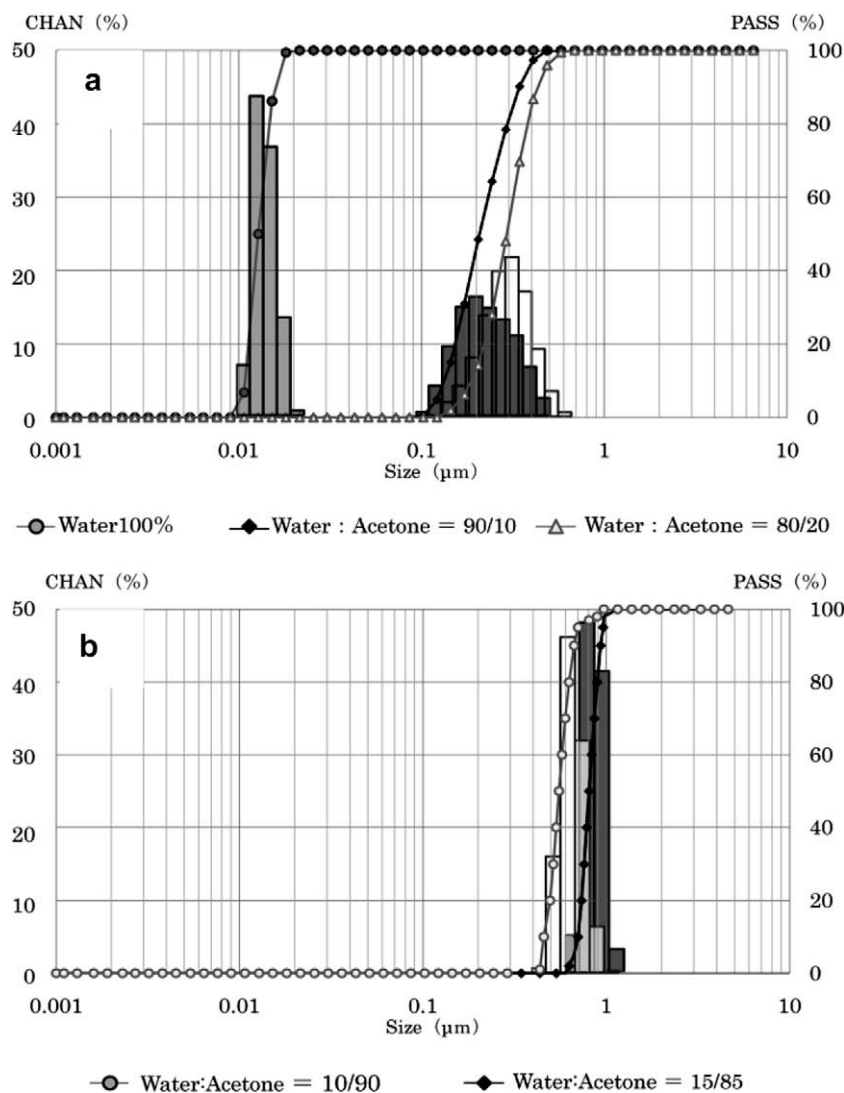 CHAN (%) PASS (%)
a
50 100
40 80
30 60
20 40
10 20
0 0
0.001 0.01 0.1 1 10
Size (μm)
Water100% Water : Acetone = 90/10 Water : Acetone = 80/20
CHAN (%) PASS (%)
b
50 100
40 80
30 60
20 40
10 20
0 0
0.001 0.01 0.1 1 10
Size (μm)
Water:Acetone = 10/90 Water:Acetone = 15/85